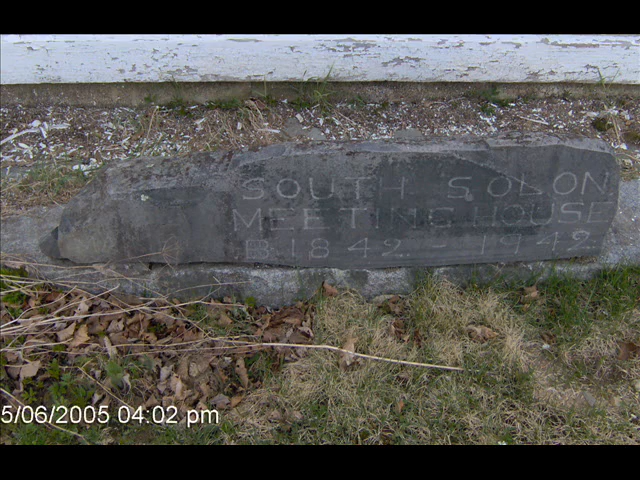 SOUTH SOLON
MEETING HOUSE
B. 1842 - 1942
5/06/2005 04:02 pm